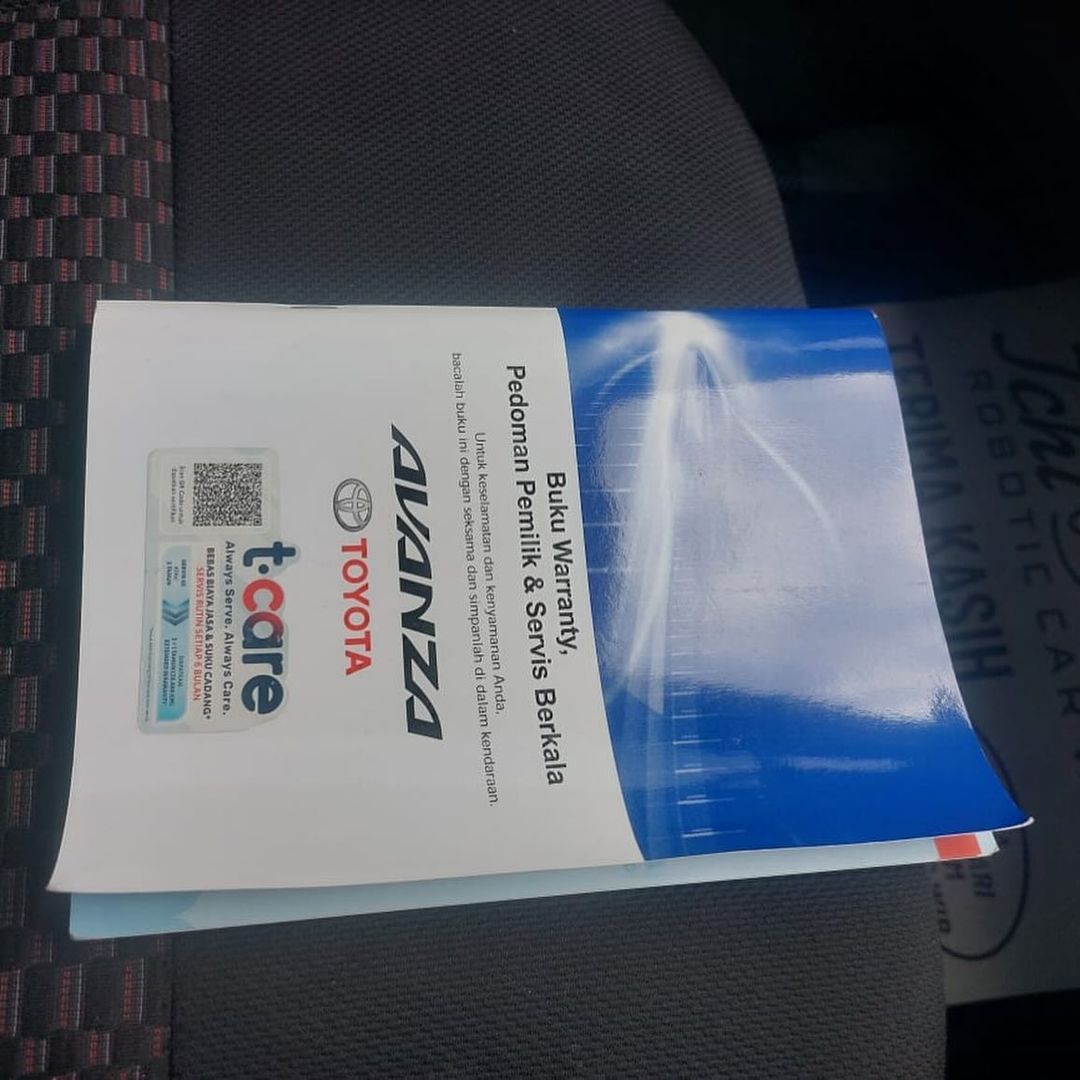 Buku Warranty,
Pedoman Pemilik & Servis Berkala
Untuk keselamatan dan kenyamanan Anda,
bacalah buku ini dengan seksama dan simpanlah di dalam kendaraan.
AVANZA
TOYOTA
t·care
Always Serve. Always Care.
BEBAS BIAYA JASA & SUKU CADANG*
SERVIS RUTIN SETIAP 6 BULAN
ROBOTIC CAR
TERIMA KASIH